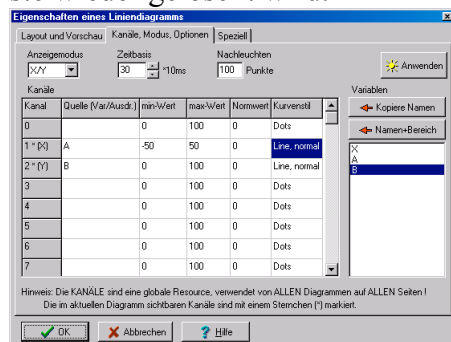 Eigenschaften eines Liniendiagramms
Layout und Vorschau Kanäle, Modus, Optionen Speziell
Anzeigemodus Zeitbasis Nachleuchten
X/Y 30 *10ms 100 Punkte Anwenden
Kanäle Variablen
Kanal Quelle (Var/Ausdr.) min-Wert max-Wert Normwert Kurvenstil Kopiere Namen
0 0 100 0 Dots Namen+Bereich
1 * (X) A -50 50 0 Line, normal X
A
2 * (Y) B 0 100 0 Line, normal B
3 0 100 0 Dots
4 0 100 0 Dots
5 0 100 0 Dots
6 0 100 0 Dots
7 0 100 0 Dots
Hinweis: Die KANÄLE sind eine globale Resource, verwendet von ALLEN Diagrammen auf ALLEN Seiten !
Die im aktuellen Diagramm sichtbaren Kanäle sind mit einem Sternchen (*) markiert.
OK Abbrechen Hilfe